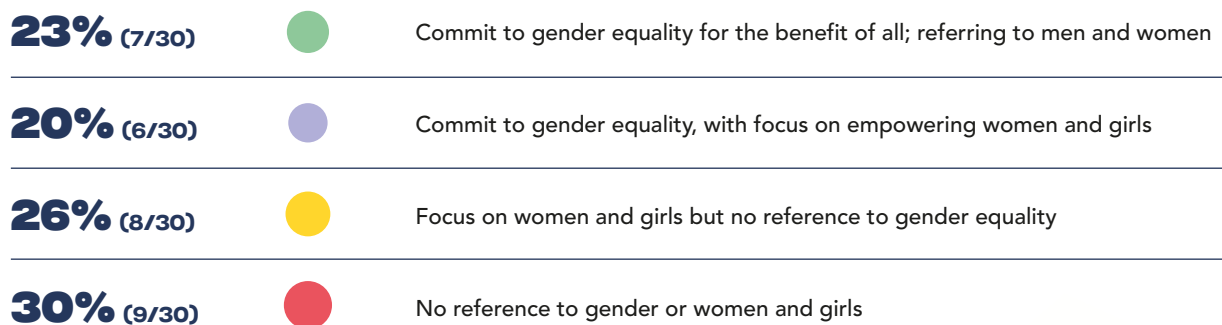 23% (7/30) Commit to gender equality for the benefit of all; referring to men and women
20% (6/30) Commit to gender equality, with focus on empowering women and girls
26% (8/30) Focus on women and girls but no reference to gender equality
30% (9/30) No reference to gender or women and girls